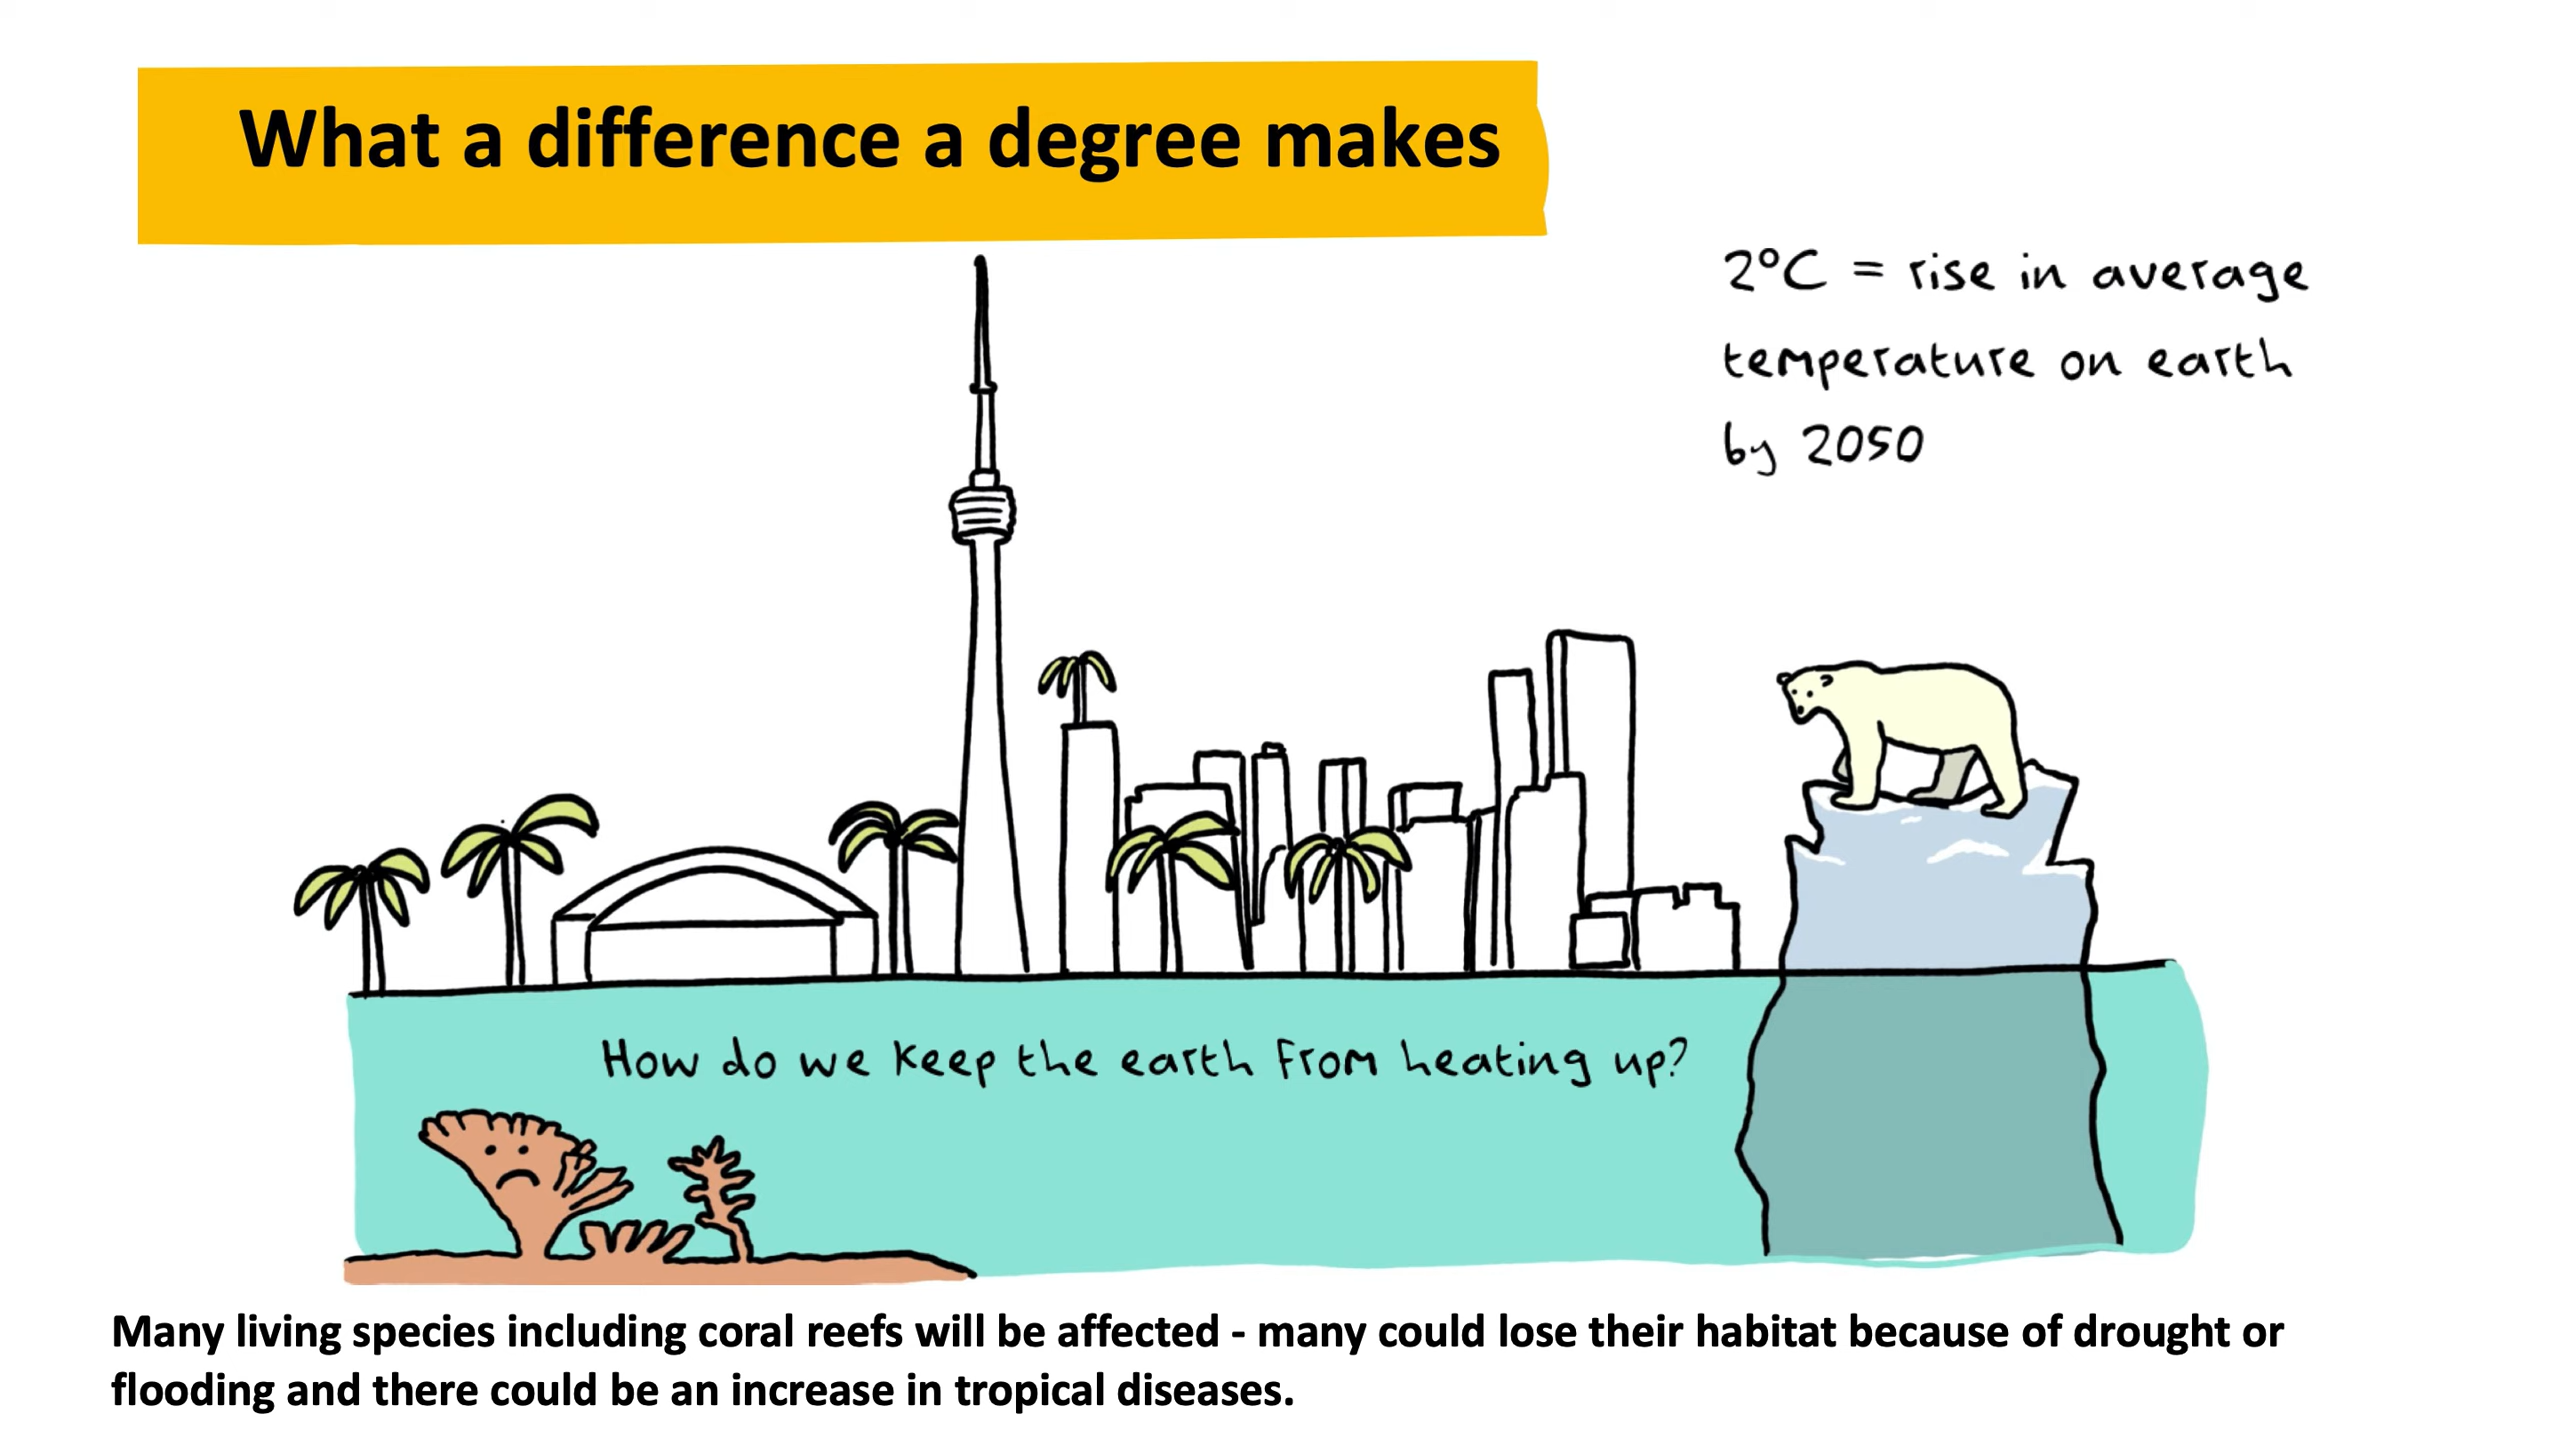 What a difference a degree makes
2°C = rise in average
temperature on earth
by 2050
How do we keep the earth from heating up?
Many living species including coral reefs will be affected - many could lose their habitat because of drought or
flooding and there could be an increase in tropical diseases.